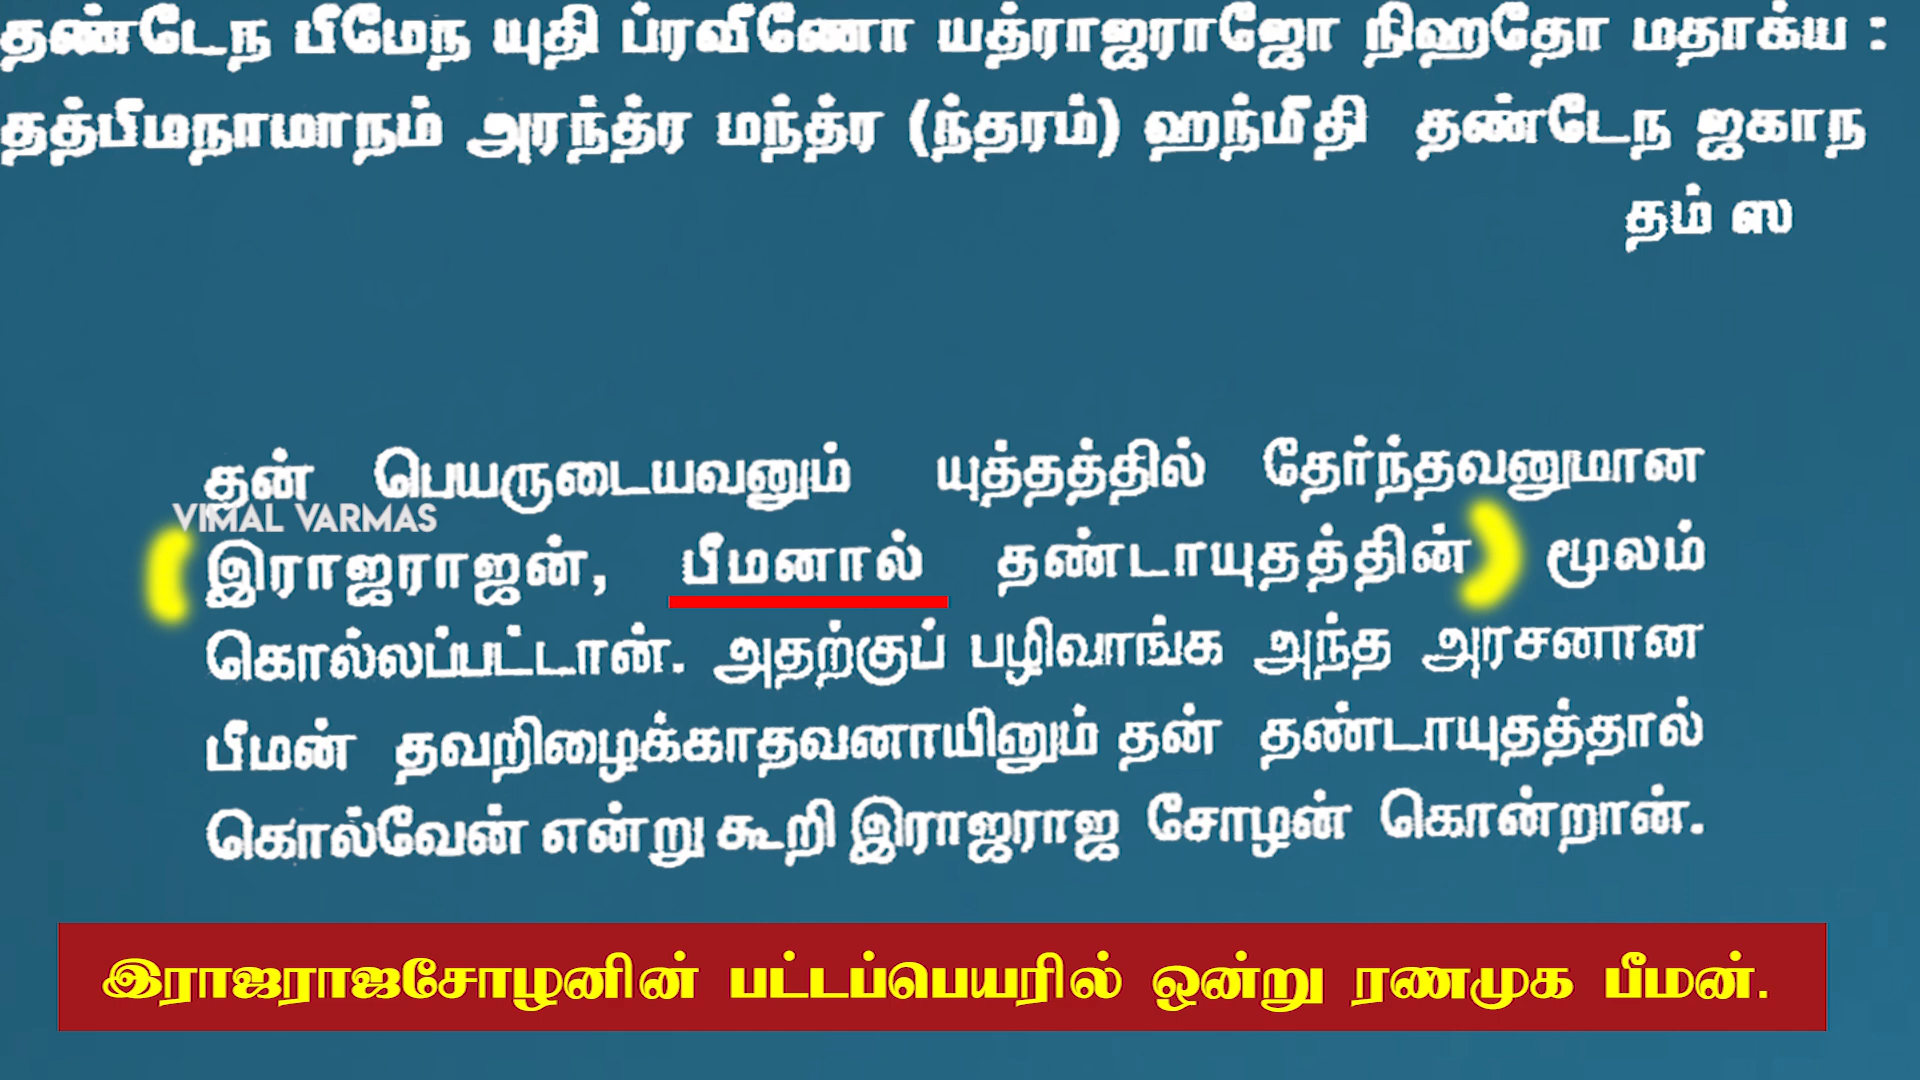 தண்டேந பீமேந யுதி ப்ரவீணோ யத்ராஜராஜோ நிஹதோ மதாக்ய :
தத்பீமநாமாநம் அரந்த்ர மந்த்ர (ந்தரம்) ஹந்மீதி தண்டேந ஜகாந
தம் ஸ
தன் பெயருடையவனும் யுத்தத்தில் தேர்ந்தவனுமான
VIMAL VARMAS
(இராஜராஜன், பீமனால் தண்டாயுதத்தின்) மூலம்
கொல்லப்பட்டான். அதற்குப் பழிவாங்க அந்த அரசனான
பீமன் தவறிழைக்காதவனாயினும் தன் தண்டாயுதத்தால்
கொல்வேன் என்று கூறி இராஜராஜ சோழன் கொன்றான்.
இராஜராஜசோழனின் பட்டப்பெயரில் ஒன்று ரணமுக பீமன்.